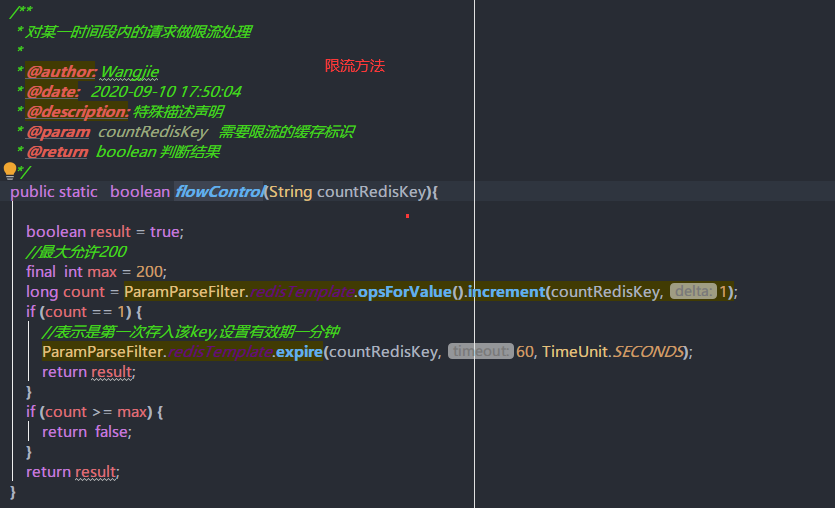 /**
* 对某一时间段内的请求做限流处理
*
* @author: Wangjie 限流方法
* @date: 2020-09-10 17:50:04
* @description: 特殊描述声明
* @param countRedisKey 需要限流的缓存标识
* @return boolean 判断结果
*/
public static boolean flowControl(String countRedisKey){
boolean result = true;
//最大允许200
final int max = 200;
long count = ParamParseFilter.redisTemplate.opsForValue().increment(countRedisKey, delta: 1);
if (count == 1) {
//表示是第一次存入该key,设置有效期一分钟
ParamParseFilter.redisTemplate.expire(countRedisKey, timeout: 60, TimeUnit.SECONDS);
return result;
}
if (count >= max) {
return false;
}
return result;
}